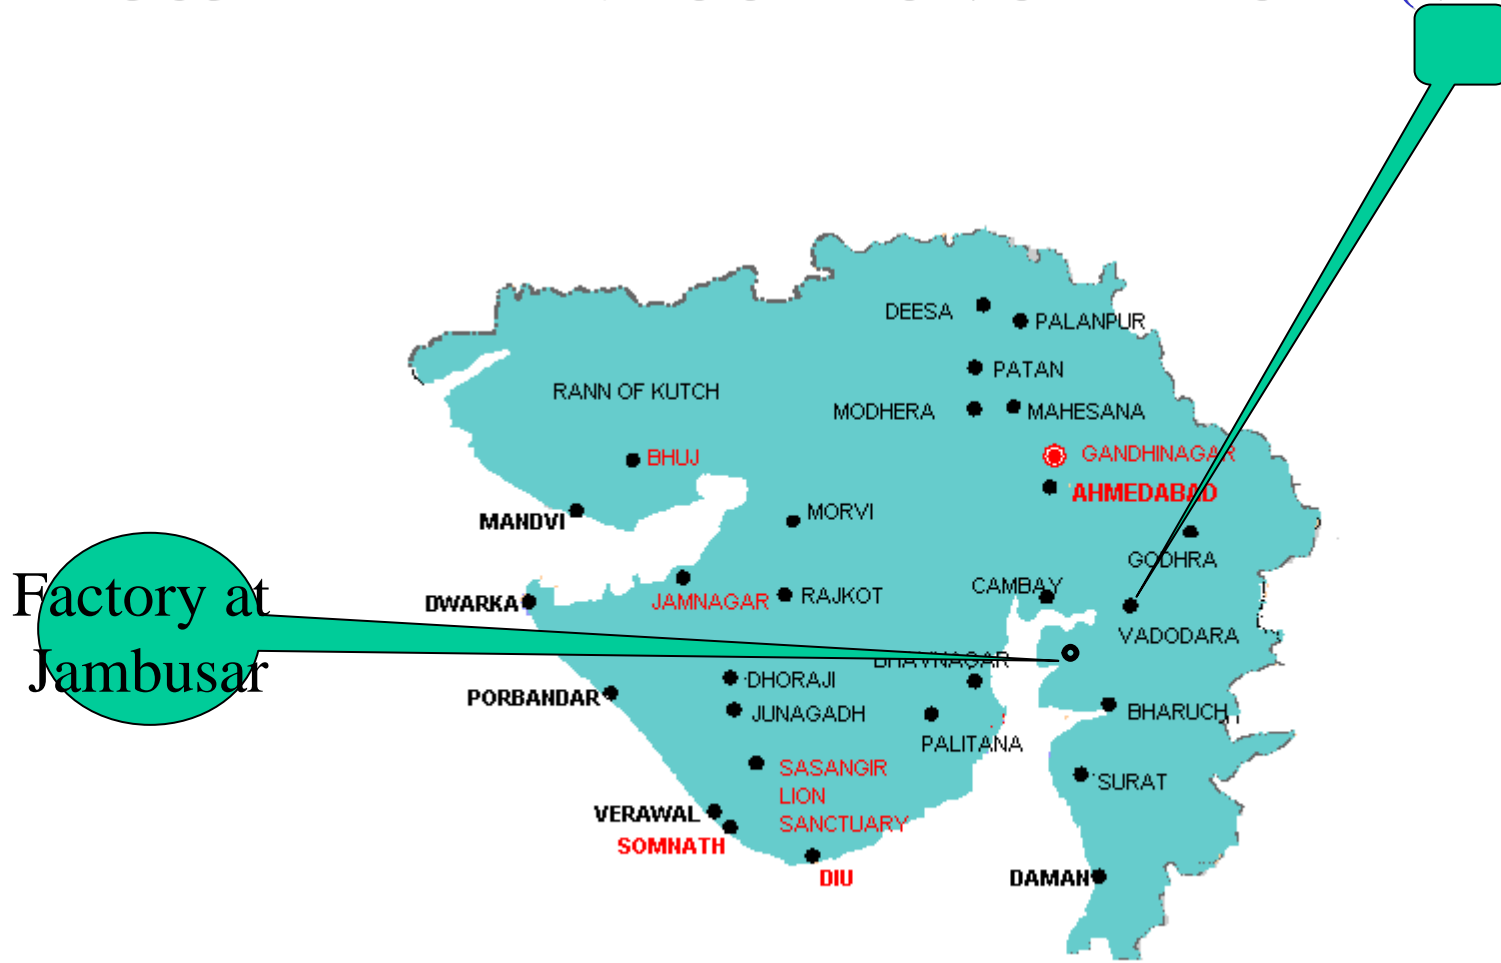 DEESA
PALANPUR
PATAN
RANN OF KUTCH
MODHERA
MAHESANA
BHUJ
GANDHINAGAR
AHMEDABAD
MANDVI
MORVI
GODHRA
CAMBAY
Factory at
Jambusar
DWARKA
JAMNAGAR
RAJKOT
VADODARA
BHAVNAGAR
DHORAJI
PORBANDAR
JUNAGADH
BHARUCH
PALITANA
SASANGIR
LION
SANCTUARY
SURAT
VERAWAL
SOMNATH
DIU
DAMAN